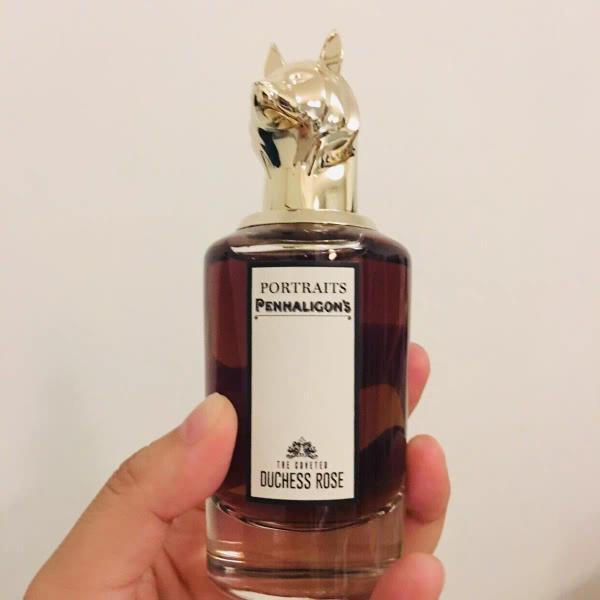 PORTRAITS
PENHALIGON'S
THE COVETED
DUCHESS ROSE